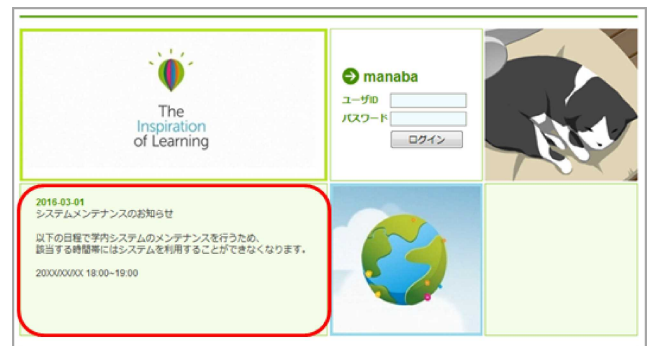 The
Inspiration
of Learning
manaba
ユーザID
パスワード
ログイン
2016-03-01
システムメンテナンスのお知らせ
以下の日程で学内システムのメンテナンスを行うため、
該当する時間帯にはシステムを利用することができなくなります。
20XX/XX/XX 18:00~19:00